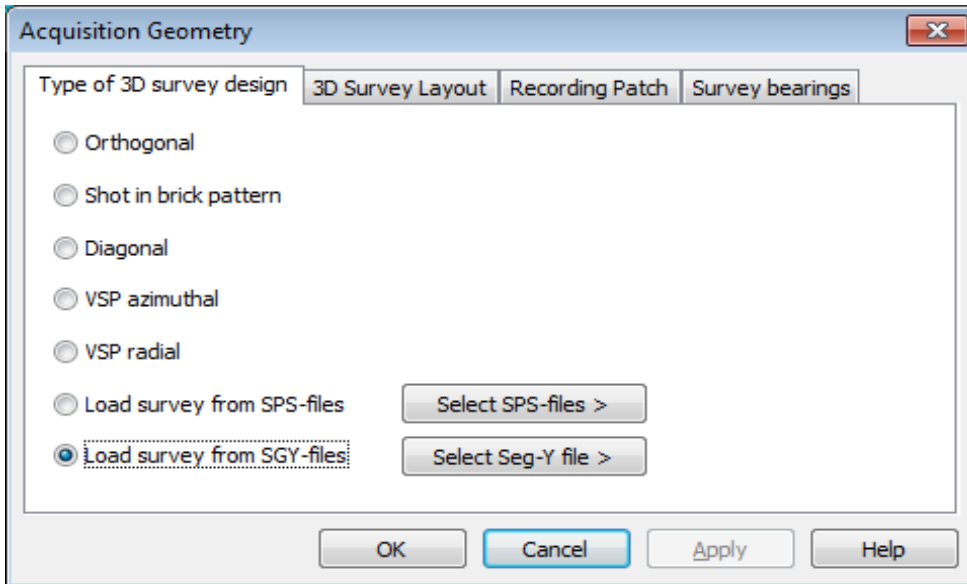 Acquisition Geometry
Type of 3D survey design 3D Survey Layout Recording Patch Survey bearings
Orthogonal
Shot in brick pattern
Diagonal
VSP azimuthal
VSP radial
Load survey from SPS-files Select SPS-files >
Load survey from SGY-files Select Seg-Y file >
OK Cancel Apply Help